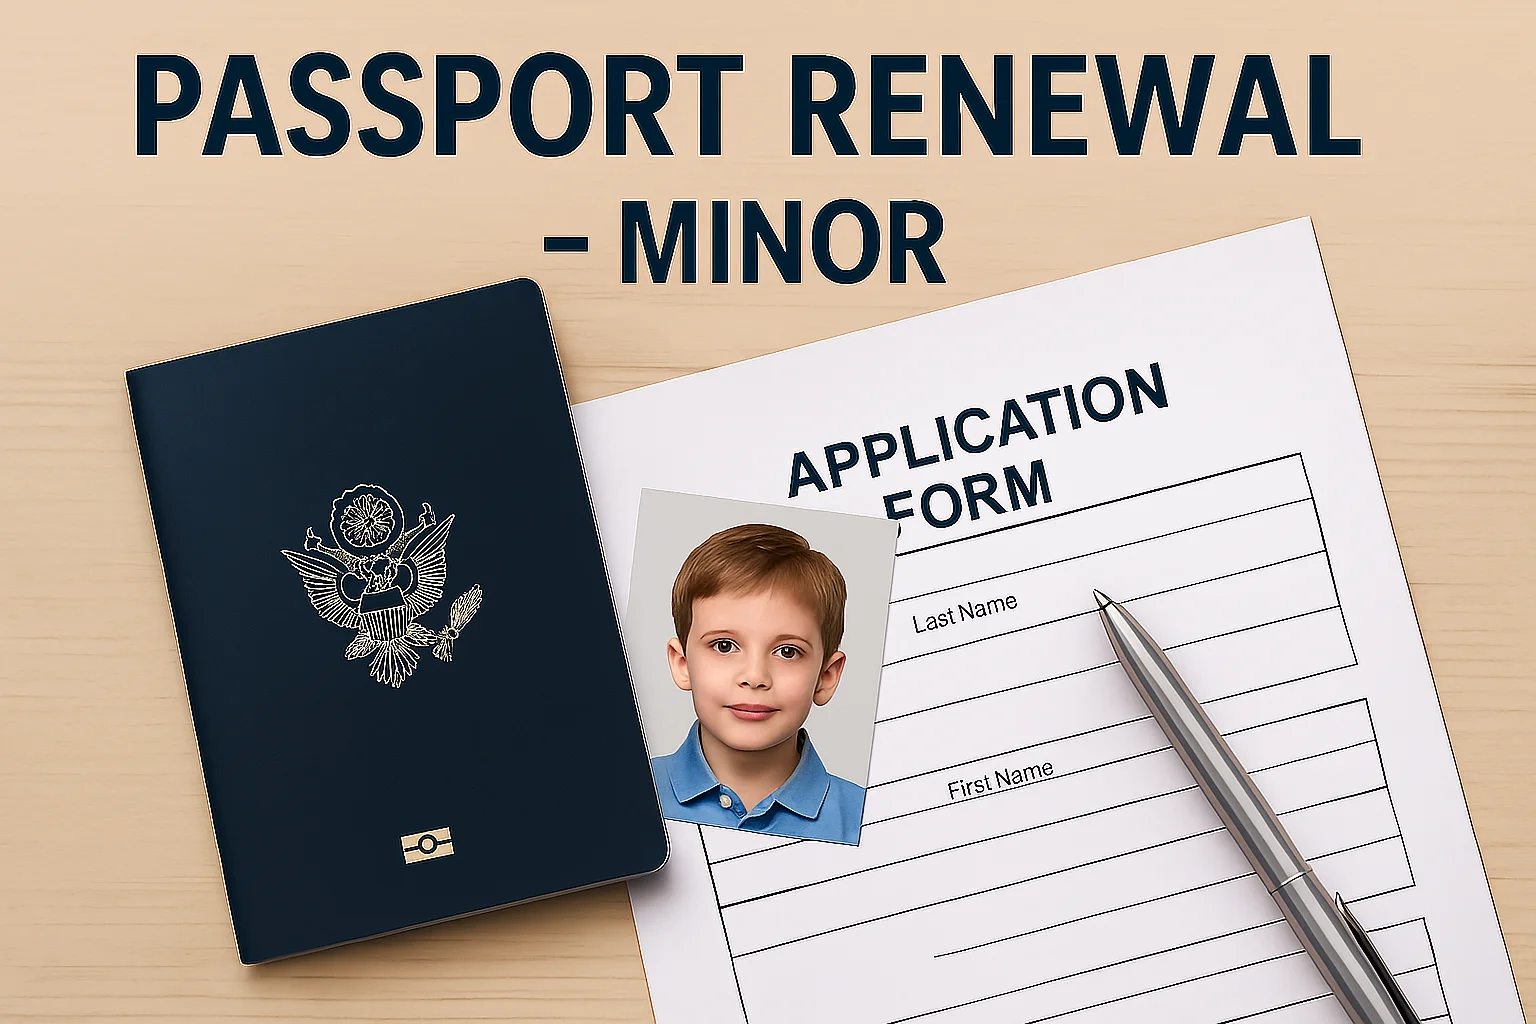 PASSPORT RENEWAL
– MINOR
APPLICATION
FORM
Last Name
First Name